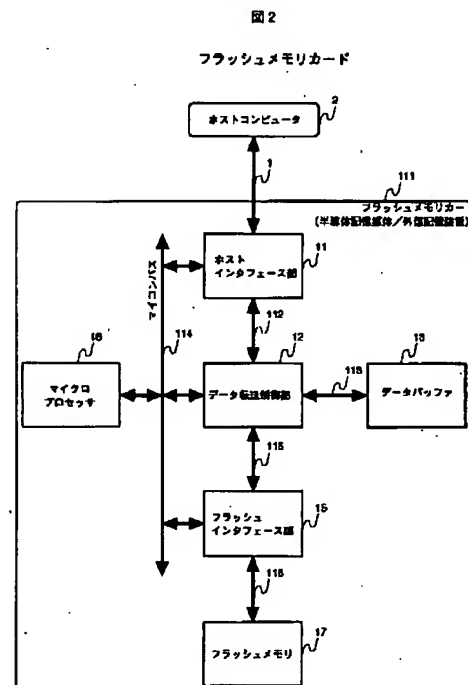 図2
フラッシュメモリカード
2
ホストコンピュータ
1
111
フラッシュメモリカー
(半導体記憶媒体/外部記憶装置)
11
ホスト
インタフェース部
マイコンバス
114
112
16
マイクロ
プロセッサ
12
データ転送制御部
113
13
データバッファ
115
15
フラッシュ
インタフェース部
116
17
フラッシュメモリ